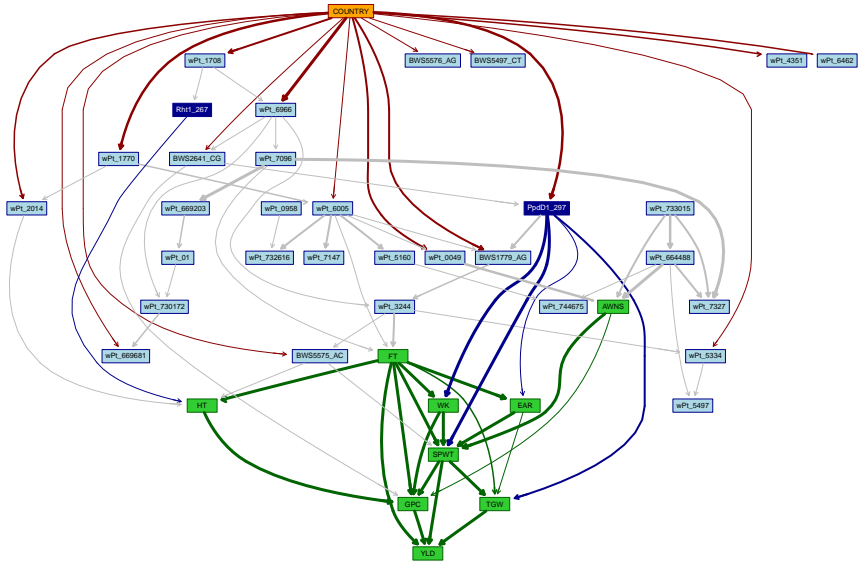 COUNTRY
wPt_1708
BWS5576_AG
BWS5497_CT
wPt_4351
wPt_6462
Rht1_267
wPt_6966
wPt_1770
BWS2641_CG
wPt_7096
wPt_2014
wPt_669203
wPt_0958
wPt_6005
PpdD1_297
wPt_733015
wPt_01
wPt_732616
wPt_7147
wPt_5160
wPt_0049
BWS1779_AG
wPt_664488
wPt_730172
wPt_3244
wPt_744675
AWNS
wPt_7327
wPt_669681
BWS5575_AC
FT
wPt_5334
HT
WK
EAR
wPt_5497
SPWT
GPC
TGW
YLD